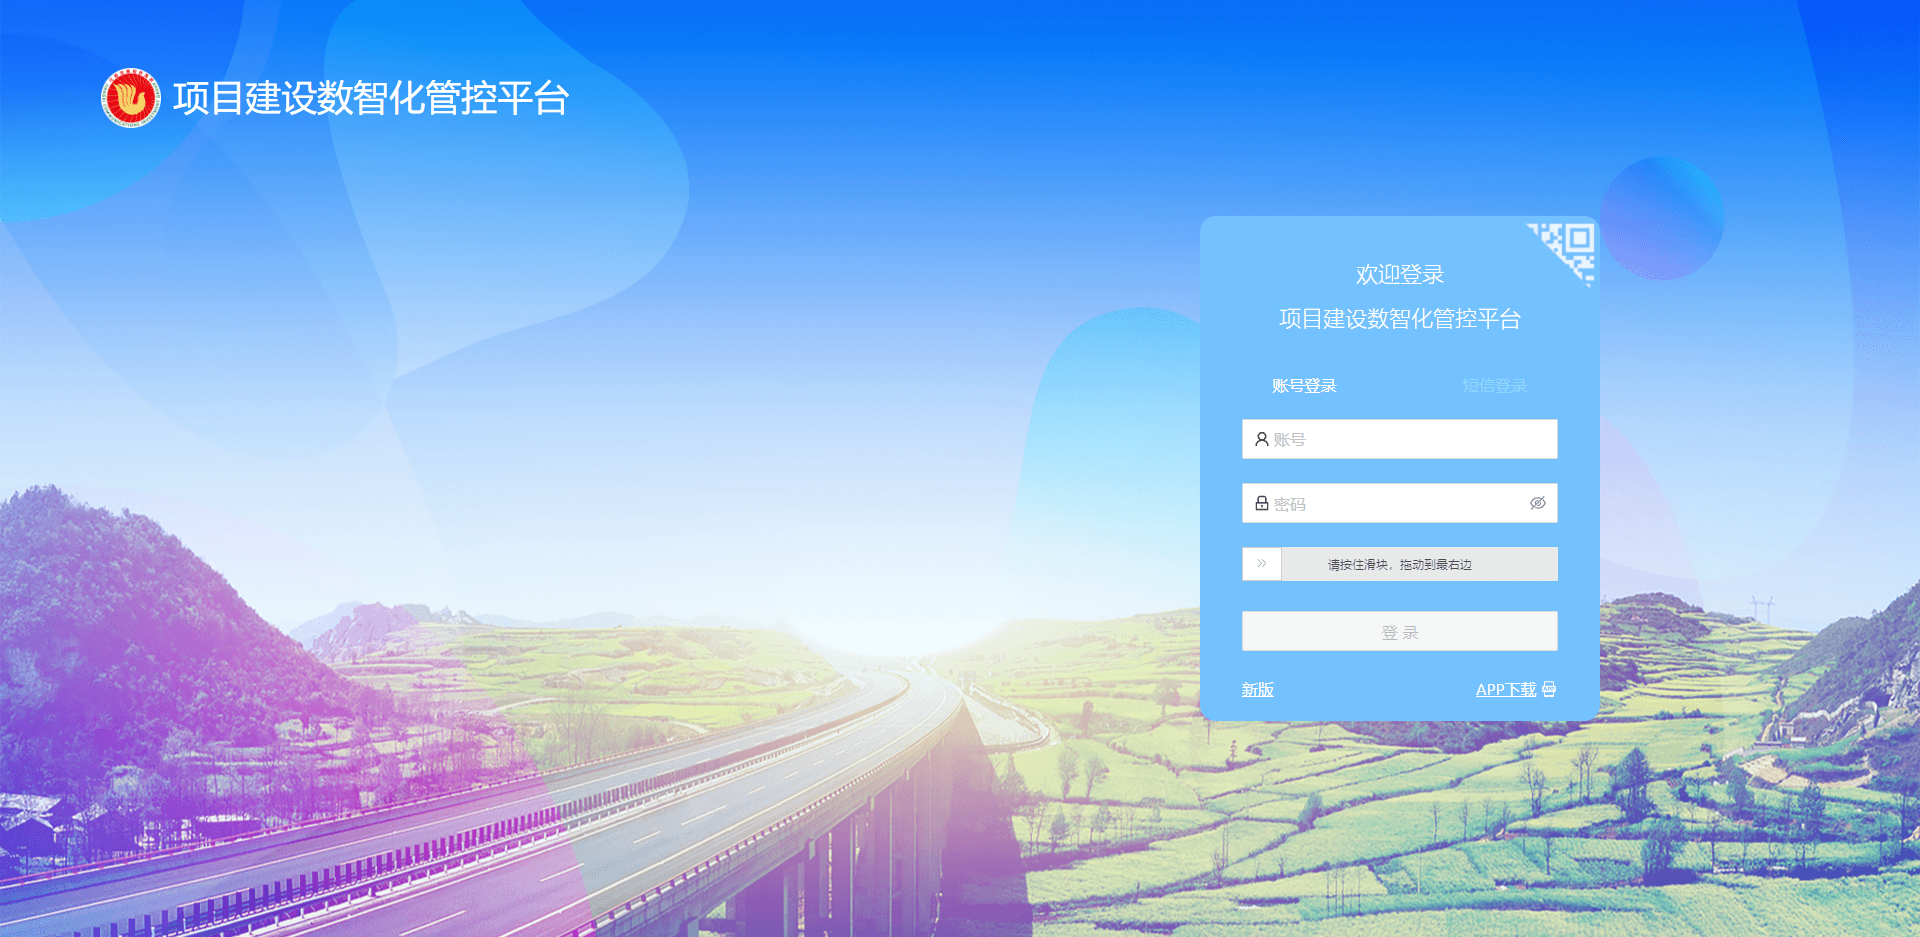 项目建设数智化管控平台
欢迎登录
项目建设数智化管控平台
账号登录
短信登录
账号
密码
请按住滑块，拖动到最右边
登 录
新版
APP下载